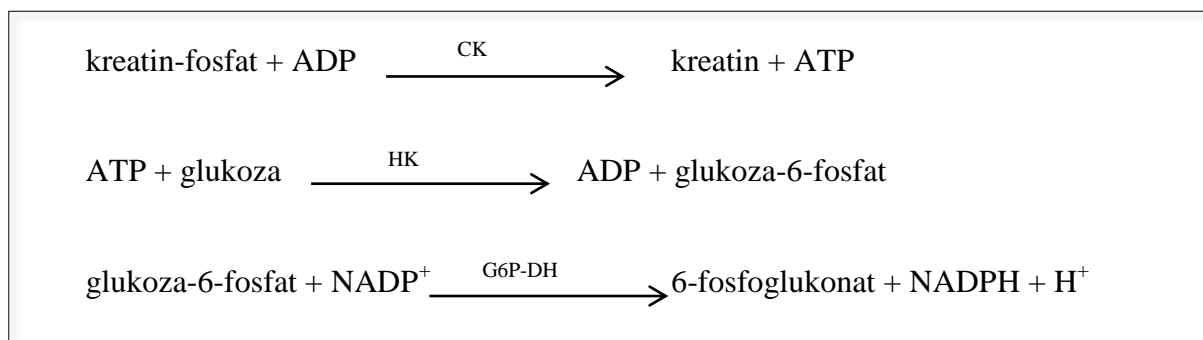 CK
kreatin-fosfat + ADP kreatin + ATP
HK
ATP + glukoza ADP + glukoza-6-fosfat
G6P-DH
glukoza-6-fosfat + NADP⁺ 6-fosfoglukonat + NADPH + H⁺